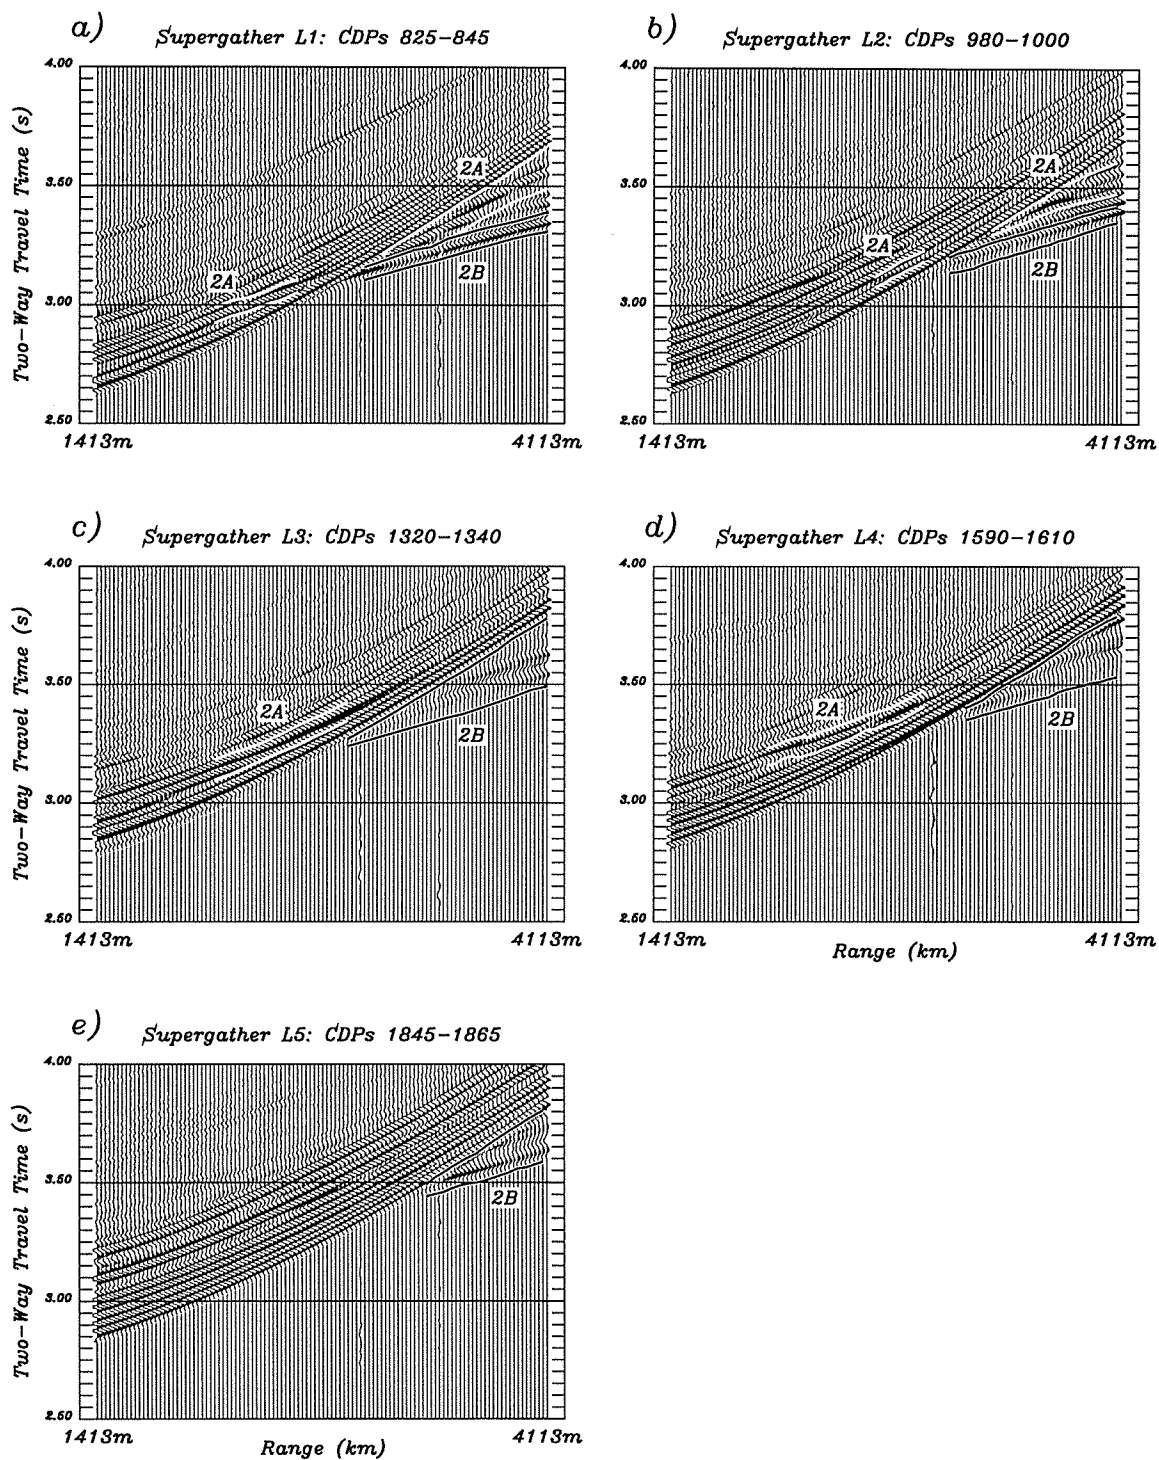 a) Supergather L1: CDPs 825-845
4.00
3.50
3.00
2.50
Two-Way Travel Time (s)
2A
2A
2B
1413m 4113m
b) Supergather L2: CDPs 980-1000
4.00
3.50
3.00
2.50
2A
2A
2B
1413m 4113m
c) Supergather L3: CDPs 1320-1340
4.00
3.50
3.00
2.50
Two-Way Travel Time (s)
2A
2B
1413m 4113m
d) Supergather L4: CDPs 1590-1610
4.00
3.50
3.00
2.50
2A
2B
1413m 4113m
Range (km)
e) Supergather L5: CDPs 1845-1865
4.00
3.50
3.00
2.50
Two-Way Travel Time (s)
2B
1413m 4113m
Range (km)